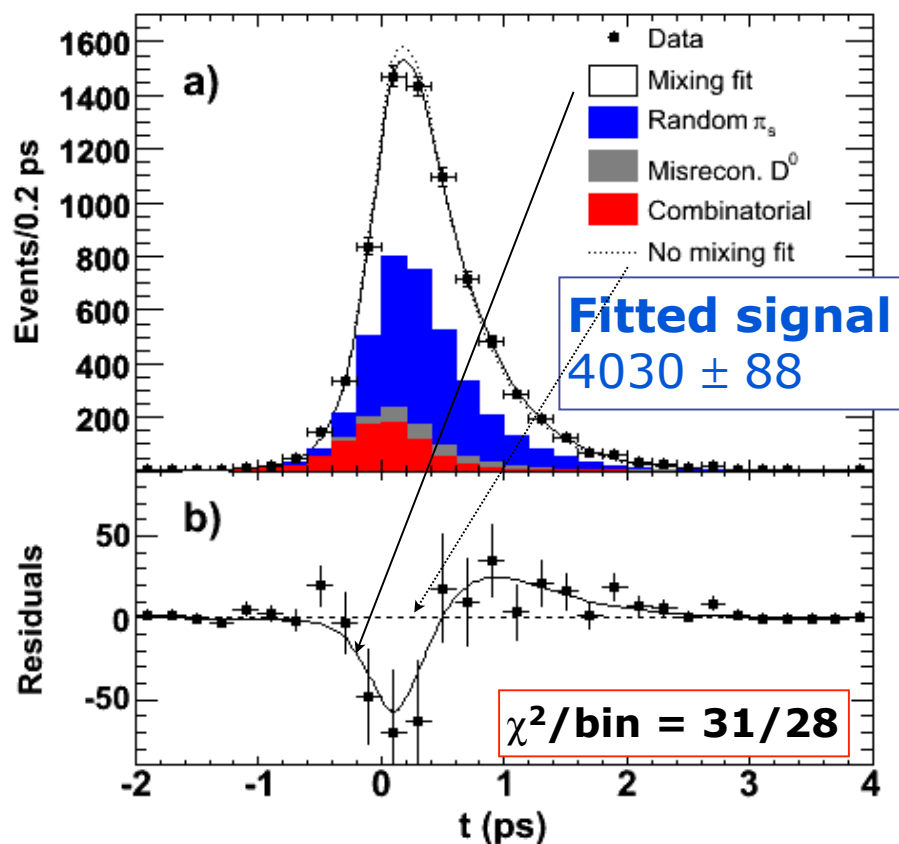 a)
Events/0.2 ps
1600
1400
1200
1000
800
600
400
200
Data
Mixing fit
Random πs
Misrecon. D⁰
Combinatorial
No mixing fit
Fitted signal
4030 ± 88
b)
Residuals
50
0
-50
χ²/bin = 31/28
-2 -1 0 1 2 3 4
t (ps)